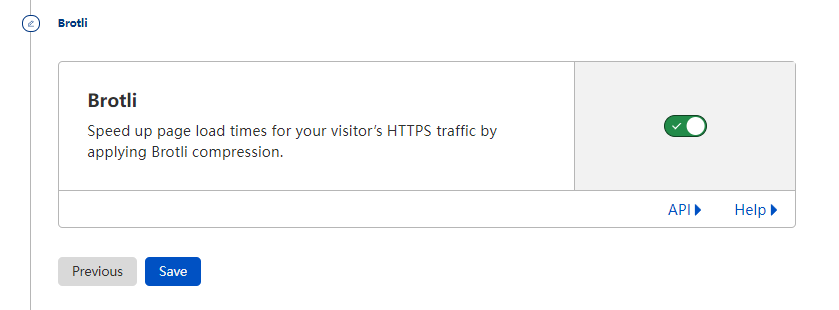 Brotli
Brotli
Speed up page load times for your visitor's HTTPS traffic by
applying Brotli compression.
API
Help
Previous
Save